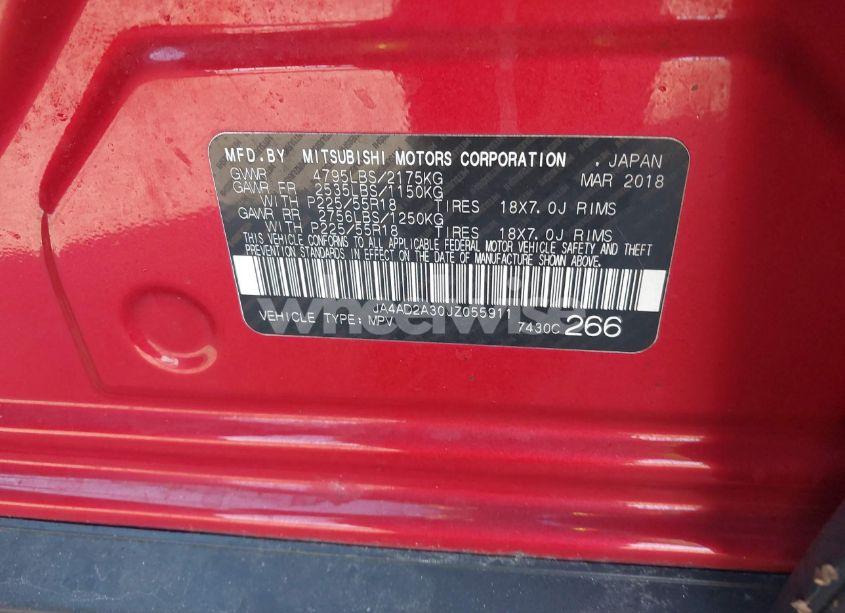 MFD.BY MITSUBISHI MOTORS CORPORATION . JAPAN
GVWR 4795LBS/2175KG MAR 2018
GAWR FR 2535LBS/1150KG
WITH P225/55R18 TIRES 18X7.0J RIMS
GAWR RR 2756LBS/1250KG
WITH P225/55R18 TIRES 18X7.0J RIMS
THIS VEHICLE CONFORMS TO ALL APPLICABLE FEDERAL MOTOR VEHICLE SAFETY AND THEFT
PREVENTION STANDARDS IN EFFECT ON THE DATE OF MANUFACTURE SHOWN ABOVE.
JA4AD2A30JZ055911
VEHICLE TYPE: MPV 7430C 266
wheelwise